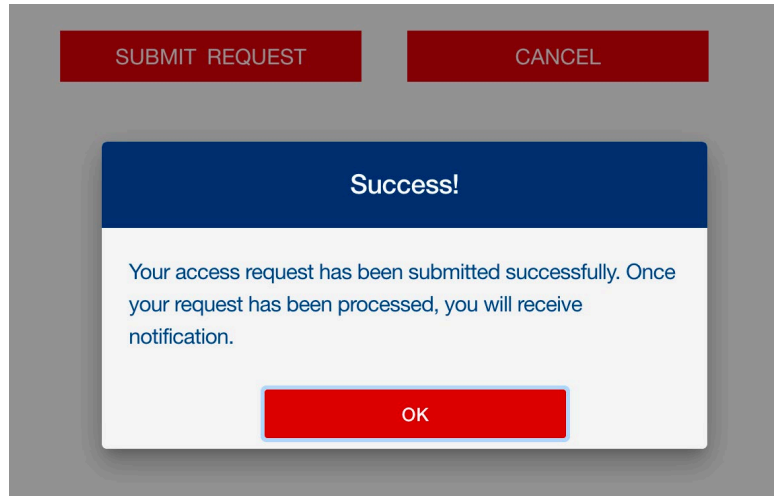 SUBMIT REQUEST
CANCEL
Success!
Your access request has been submitted successfully. Once
your request has been processed, you will receive
notification.
OK